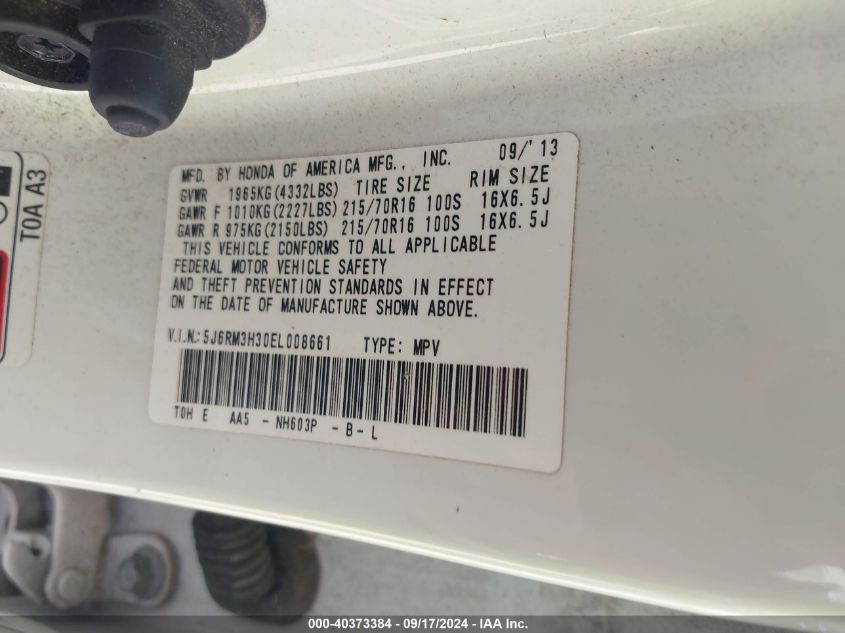 MFD. BY HONDA OF AMERICA MFG., INC. 09/'13
GVWR 1965KG(4332LBS) TIRE SIZE RIM SIZE
GAWR F 1010KG(2227LBS) 215/70R16 100S 16X6.5J
GAWR R 975KG(2150LBS) 215/70R16 100S 16X6.5J
THIS VEHICLE CONFORMS TO ALL APPLICABLE
FEDERAL MOTOR VEHICLE SAFETY
AND THEFT PREVENTION STANDARDS IN EFFECT
ON THE DATE OF MANUFACTURE SHOWN ABOVE.
V.I.N.: 5J6RM3H30EL008661 TYPE: MPV
T0H E AA5 - NH603P - B - L
T0A A3
000-40373384 - 09/17/2024 - IAA Inc.